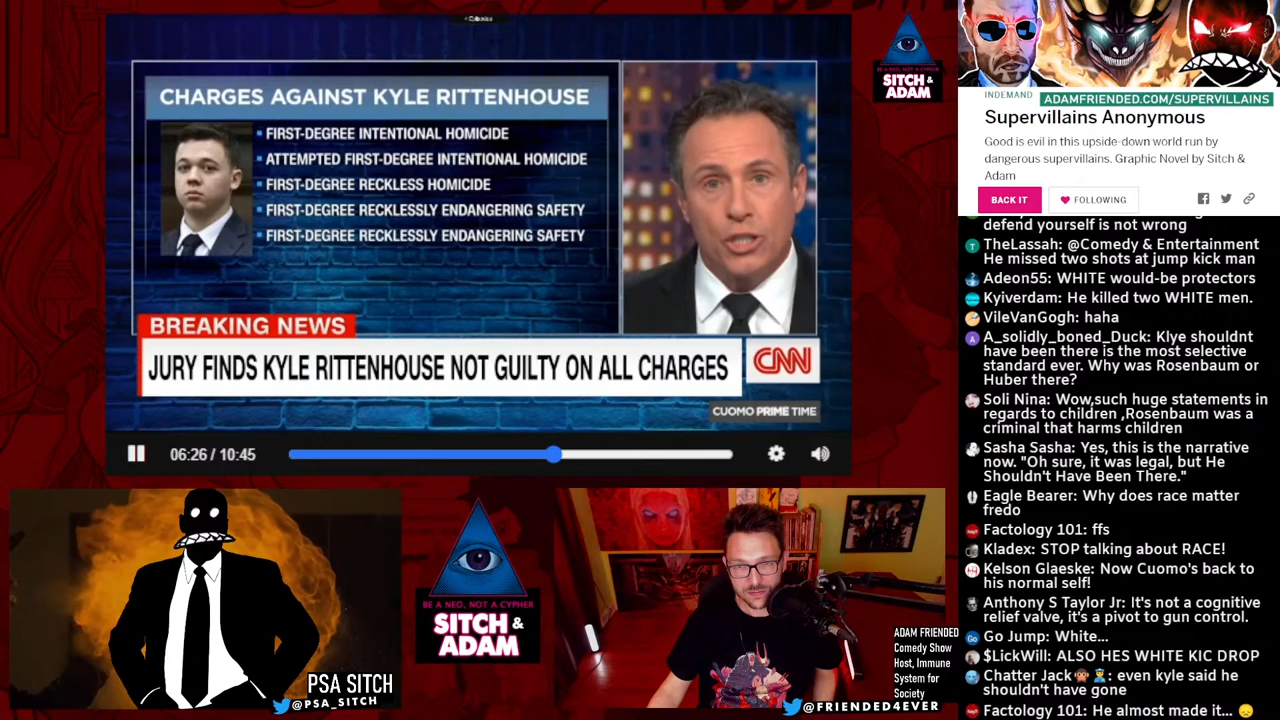 CHARGES AGAINST KYLE RITTENHOUSE
▪ FIRST-DEGREE INTENTIONAL HOMICIDE
▪ ATTEMPTED FIRST-DEGREE INTENTIONAL HOMICIDE
▪ FIRST-DEGREE RECKLESS HOMICIDE
▪ FIRST-DEGREE RECKLESSLY ENDANGERING SAFETY
▪ FIRST-DEGREE RECKLESSLY ENDANGERING SAFETY
BREAKING NEWS
JURY FINDS KYLE RITTENHOUSE NOT GUILTY ON ALL CHARGES
CNN
CUOMO PRIME TIME
06:26 / 10:45
BE A NEO, NOT A CYPHER
SITCH &
ADAM
INDEMAND
ADAMFRIENDED.COM/SUPERVILLAINS
Supervillains Anonymous
Good is evil in this upside-down world run by
dangerous supervillains. Graphic Novel by Sitch &
Adam
BACK IT
FOLLOWING
defend yourself is not wrong
TheLassah: @Comedy & Entertainment
He missed two shots at jump kick man
Adeon55: WHITE would-be protectors
Kyiverdam: He killed two WHITE men.
VileVanGogh: haha
A_solidly_boned_Duck: Klye shouldnt
have been there is the most selective
standard ever. Why was Rosenbaum or
Huber there?
Soli Nina: Wow,such huge statements in
regards to children ,Rosenbaum was a
criminal that harms children
Sasha Sasha: Yes, this is the narrative
now. "Oh sure, it was legal, but He
Shouldn't Have Been There."
Eagle Bearer: Why does race matter
fredo
Factology 101: ffs
Kladex: STOP talking about RACE!
Kelson Glaeske: Now Cuomo's back to
his normal self!
Anthony S Taylor Jr: It's not a cognitive
relief valve, it's a pivot to gun control.
Go Jump: White...
$LickWill: ALSO HES WHITE KIC DROP
Chatter Jack: even kyle said he
shouldn't have gone
Factology 101: He almost made it...
PSA SITCH
@PSA_SITCH
BE A NEO, NOT A CYPHER
SITCH &
ADAM
ADAM FRIENDED
Comedy Show
Host, Immune
System for
Society
@FRIENDED4EVER